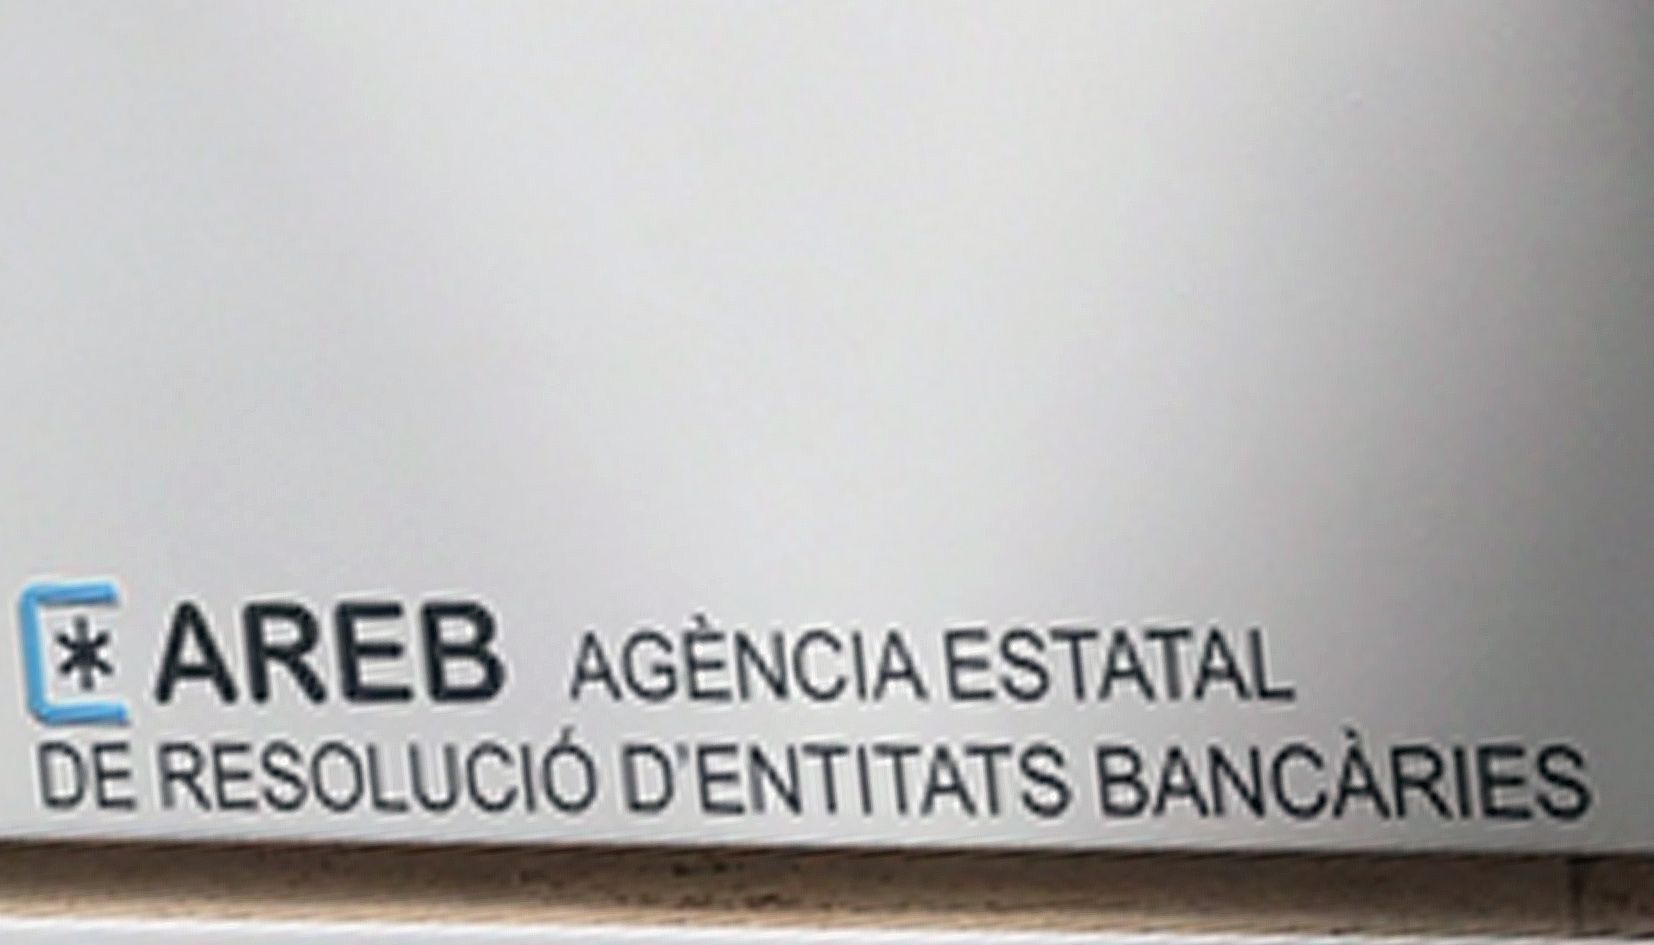 AREB AGÈNCIA ESTATAL
DE RESOLUCIÓ D'ENTITATS BANCÀRIES